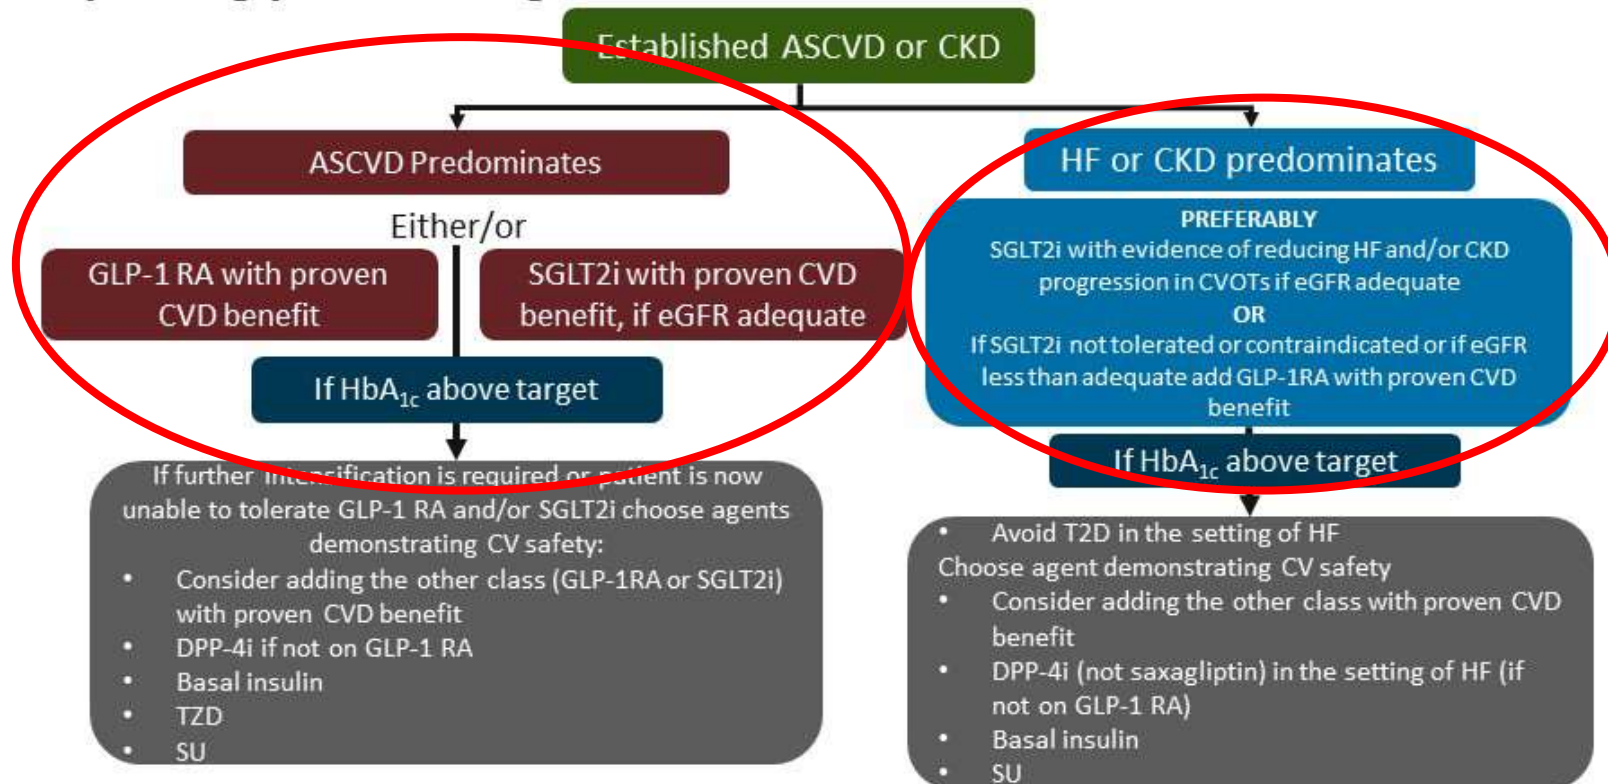 Established ASCVD or CKD
ASCVD Predominates
Either/or
GLP-1 RA with proven
CVD benefit
SGLT2i with proven CVD
benefit, if eGFR adequate
If HbA1c above target
If further intensification is required or patient is now
unable to tolerate GLP-1 RA and/or SGLT2i choose agents
demonstrating CV safety:
• Consider adding the other class (GLP-1RA or SGLT2i)
with proven CVD benefit
• DPP-4i if not on GLP-1 RA
• Basal insulin
• TZD
• SU
HF or CKD predominates
PREFERABLY
SGLT2i with evidence of reducing HF and/or CKD
progression in CVOTs if eGFR adequate
OR
If SGLT2i not tolerated or contraindicated or if eGFR
less than adequate add GLP-1RA with proven CVD
benefit
If HbA1c above target
• Avoid T2D in the setting of HF
Choose agent demonstrating CV safety
• Consider adding the other class with proven CVD
benefit
• DPP-4i (not saxagliptin) in the setting of HF (if
not on GLP-1 RA)
• Basal insulin
• SU